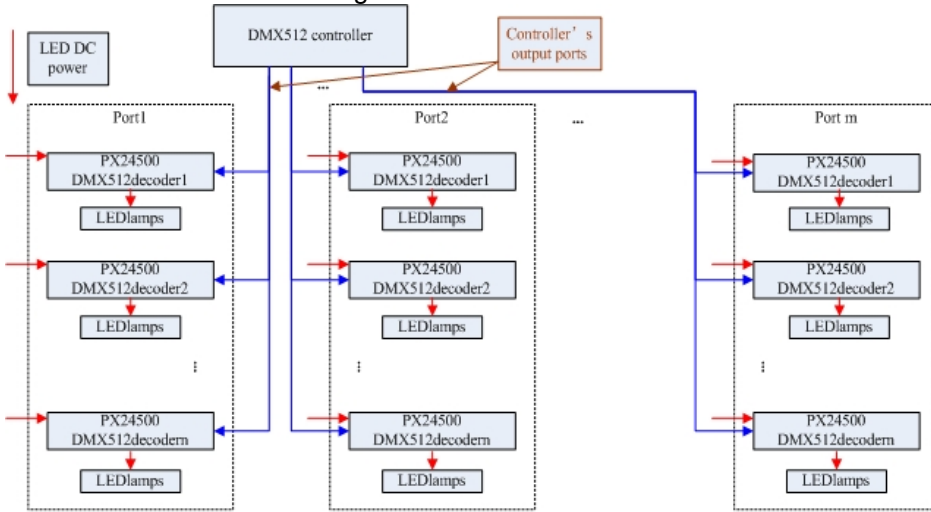 DMX512 controller
Controller’s
output ports
LED DC
power
...
Port1
Port2
...
Port m
PX24500
DMX512decoder1
LEDlamps
PX24500
DMX512decoder1
LEDlamps
PX24500
DMX512decoder1
LEDlamps
PX24500
DMX512decoder2
LEDlamps
PX24500
DMX512decoder2
LEDlamps
PX24500
DMX512decoder2
LEDlamps
...
...
...
PX24500
DMX512decodern
LEDlamps
PX24500
DMX512decodern
LEDlamps
PX24500
DMX512decodern
LEDlamps